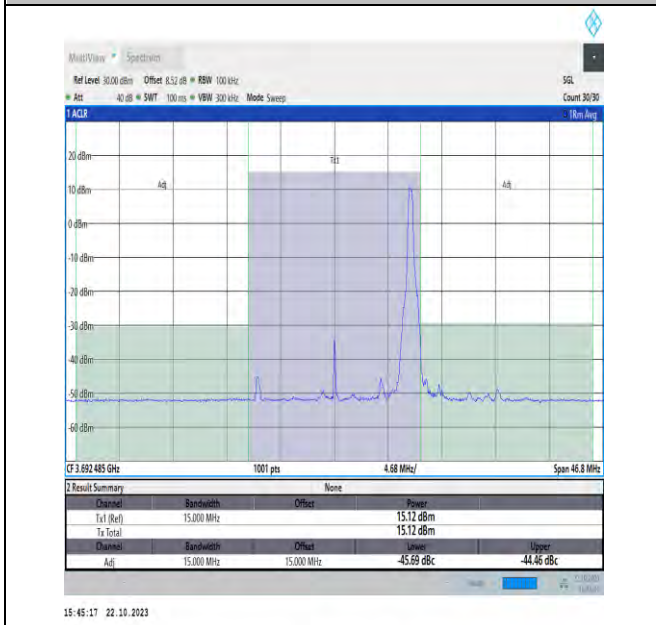 MultiView Spectrum
Ref Level 30.00 dBm Offset 8.52 dB RBW 100 kHz SGL
Att 40 dB SWT 100 ms VBW 300 kHz Mode Sweep Count 30/30
1 ACLR 1Rm Avg
20 dBm
Tx1
Adj Adj
10 dBm
0 dBm
-10 dBm
-20 dBm
-30 dBm
-40 dBm
-50 dBm
-60 dBm
CF 3.692 485 GHz 1001 pts 4.68 MHz/ Span 46.8 MHz
2 Result Summary None
Channel Bandwidth Offset Power
Tx1 (Ref) 15.000 MHz 15.12 dBm
Tx Total 15.12 dBm
Channel Bandwidth Offset Lower Upper
Adj 15.000 MHz 15.000 MHz -45.69 dBc -44.46 dBc
15:45:17 22.10.2023